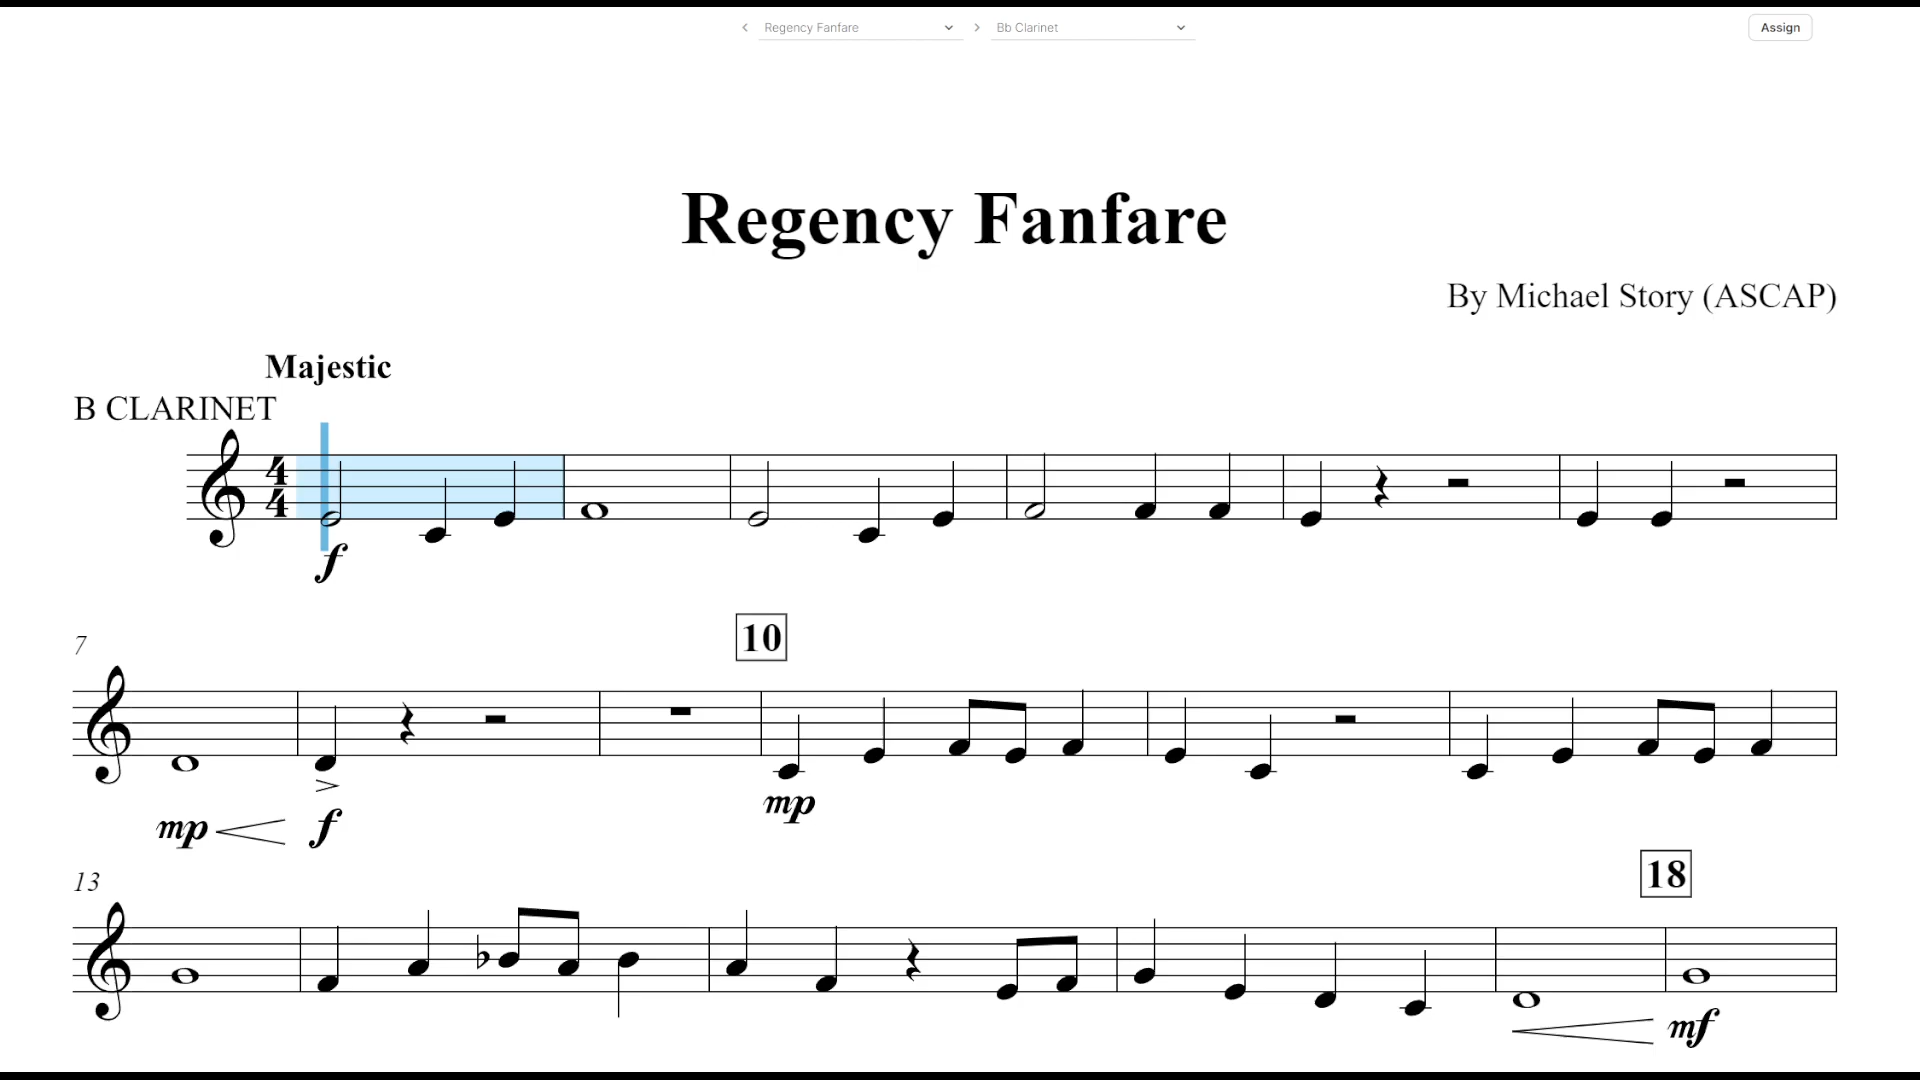 Regency Fanfare Bb Clarinet Assign
Regency Fanfare
By Michael Story (ASCAP)
Majestic
B CLARINET
4
4
f
10
7
mp f mp
18
13
mf